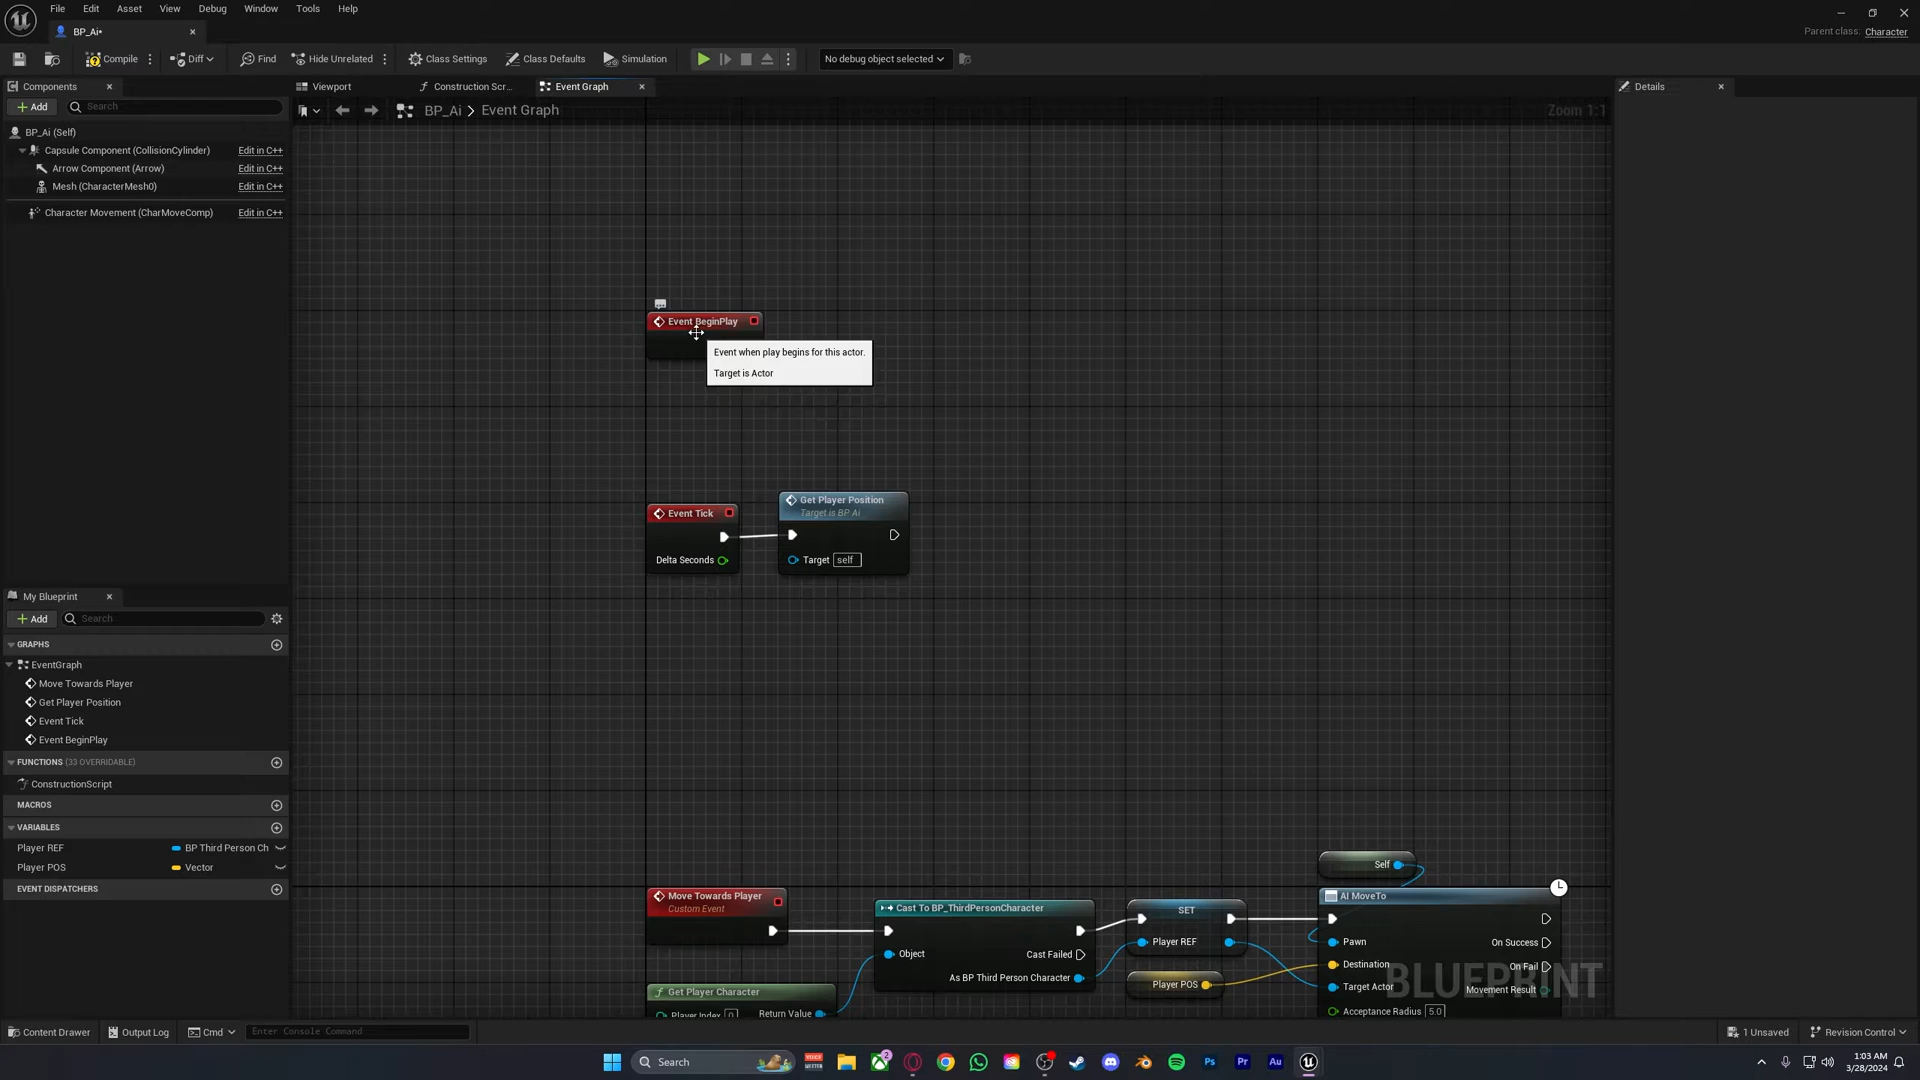 File Edit Asset View Debug Window Tools Help
BP_Ai•
Parent class: Character
Compile Diff Find Hide Unrelated Class Settings Class Defaults Simulation No debug object selected
Components
Viewport Construction Scr... Event Graph
Details
Add Search
BP_Ai > Event Graph
Zoom 1:1
BP_Ai (Self)
Capsule Component (CollisionCylinder) Edit in C++
Arrow Component (Arrow) Edit in C++
Mesh (CharacterMesh0) Edit in C++
Character Movement (CharMoveComp) Edit in C++
Event BeginPlay
Event when play begins for this actor.
Target is Actor
Event Tick
Delta Seconds
Get Player Position
Target is BP Ai
Target self
My Blueprint
Add Search
GRAPHS
EventGraph
Move Towards Player
Get Player Position
Event Tick
Event BeginPlay
FUNCTIONS (33 OVERRIDABLE)
ConstructionScript
MACROS
VARIABLES
Player REF BP Third Person Ch
Player POS Vector
EVENT DISPATCHERS
Move Towards Player
Custom Event
Cast To BP_ThirdPersonCharacter
Object
Cast Failed
As BP Third Person Character
Get Player Character
Player Index 0
Return Value
SET
Player REF
Player POS
Self
AI MoveTo
Pawn
On Success
Destination
On Fail
Target Actor
Movement Result
Acceptance Radius 5.0
BLUEPRINT
Content Drawer Output Log Cmd Enter Console Command
1 Unsaved Revision Control
Search
2
Ps Pr Au
1:03 AM
3/28/2024